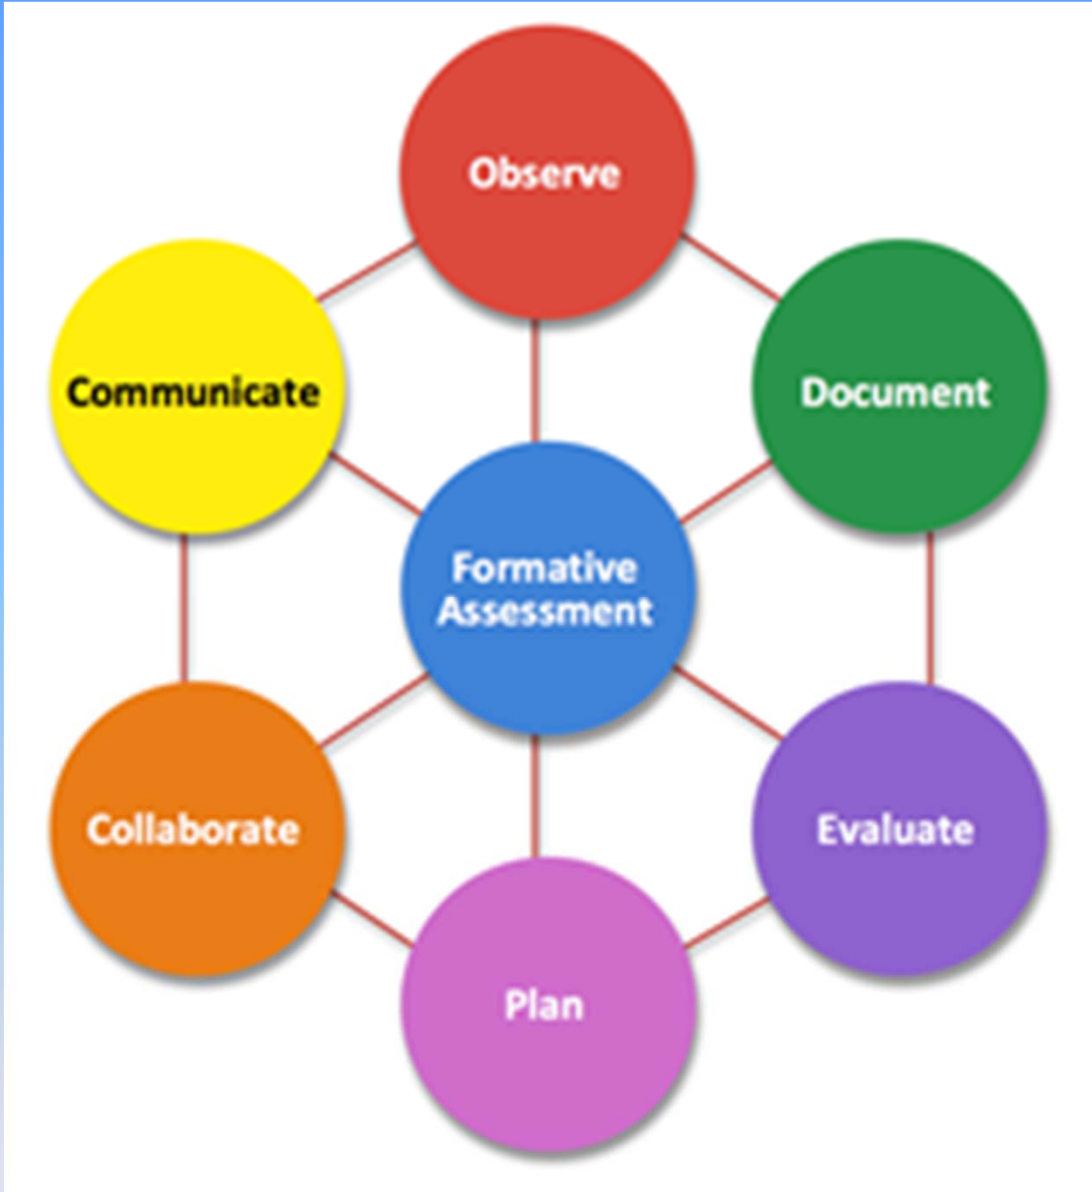 Observe
Communicate
Document
Formative
Assessment
Collaborate
Evaluate
Plan